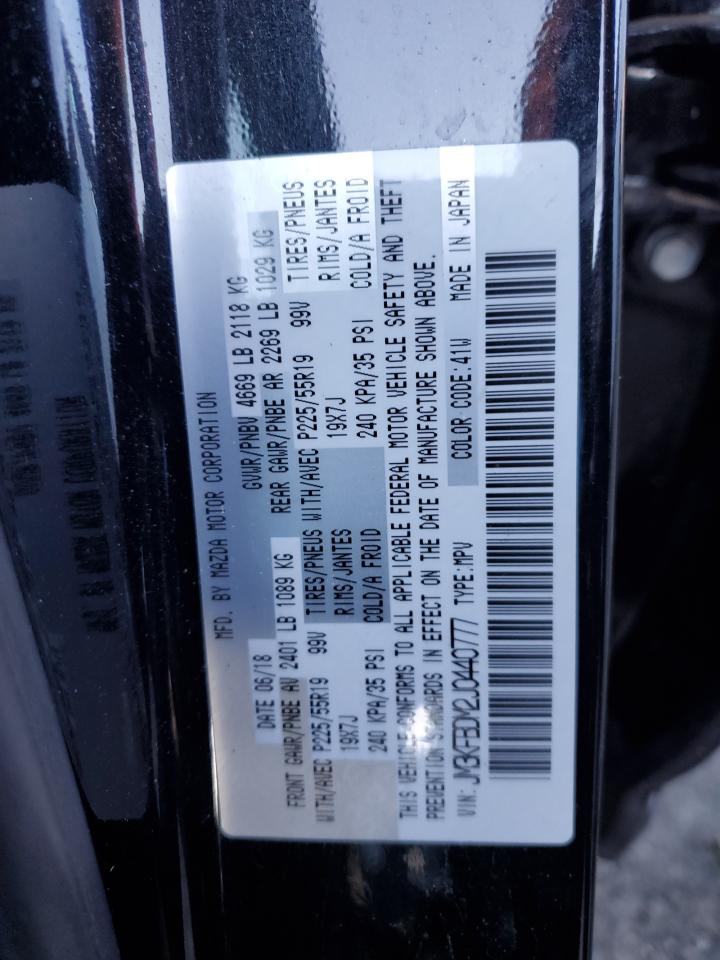 MFD. BY MAZDA MOTOR CORPORATION
DATE 06/18 GVWR/PNBV 4669 LB 2118 KG
FRONT GAWR/PNBE AV 2401 LB 1089 KG REAR GAWR/PNBE AR 2269 LB 1029 KG
WITH/AVEC P225/55R19 99V TIRES/PNEUS WITH/AVEC P225/55R19 99V TIRES/PNEUS
19X7J RIMS/JANTES 19X7J RIMS/JANTES
240 KPA/35 PSI COLD/A FROID 240 KPA/35 PSI COLD/A FROID
THIS VEHICLE CONFORMS TO ALL APPLICABLE FEDERAL MOTOR VEHICLE SAFETY AND THEFT
PREVENTION STANDARDS IN EFFECT ON THE DATE OF MANUFACTURE SHOWN ABOVE.
VIN: JM3KFBDM2J0440777 TYPE:MPV COLOR CODE:41W MADE IN JAPAN